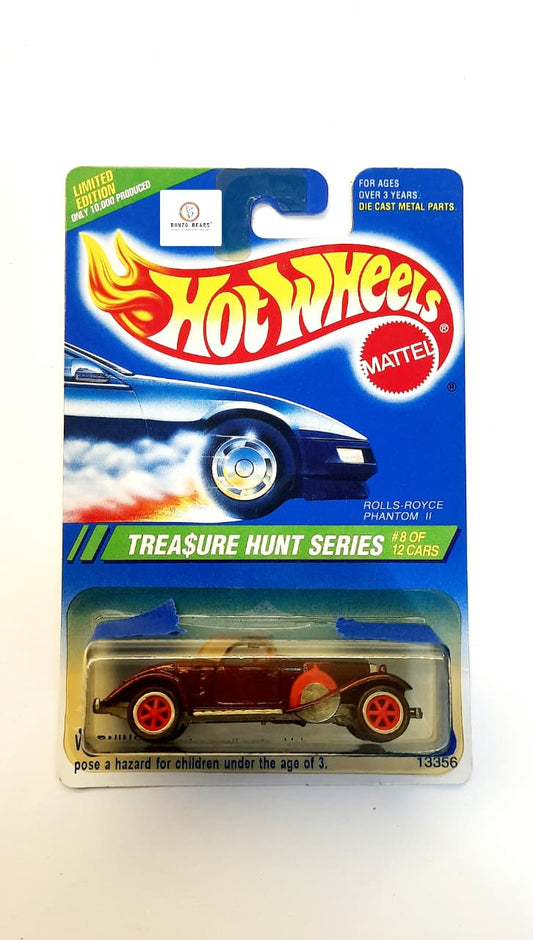 LIMITED
EDITION
ONLY 10,000 PRODUCED
BONZO BEARS
FOR AGES
OVER 3 YEARS.
DIE CAST METAL PARTS.
HOT WHEELS ®
MATTEL
®
ROLLS-ROYCE
PHANTOM II
TREA$URE HUNT SERIES
#8 OF
12 CARS
pose a hazard for children under the age of 3.
13356